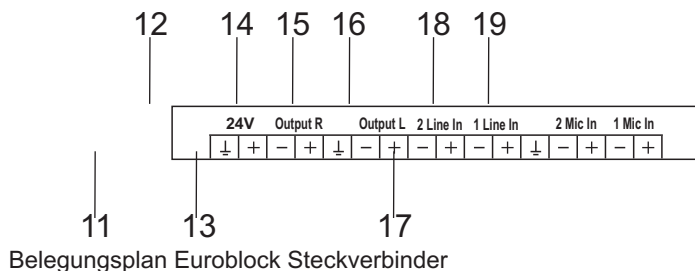 12 14 15 16 18 19
24V Output R Output L 2 Line In 1 Line In 2 Mic In 1 Mic In
⏚ + − + ⏚ − + − + − + ⏚ − + − +
11 13 17
Belegungsplan Euroblock Steckverbinder